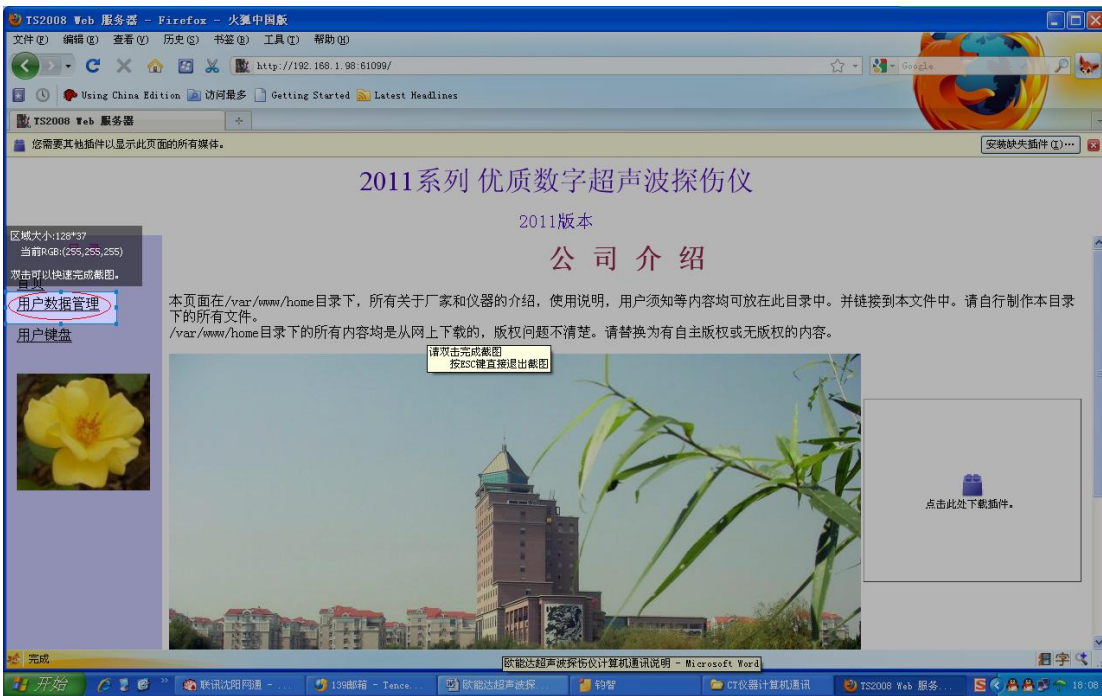 TS2008 Web 服务器 - Firefox - 火狐中国版
文件(F) 编辑(E) 查看(V) 历史(S) 书签(B) 工具(T) 帮助(H)
http://192.168.1.98:61099/
Google
Using China Edition 访问最多 Getting Started Latest Headlines
TS2008 Web 服务器
您需要其他插件以显示此页面的所有媒体。
安装缺失插件(I)…
2011系列 优质数字超声波探伤仪
2011版本
区域大小:128*37
当前RGB:(255,255,255)
双击可以快速完成截图。
首页
用户数据管理
用户键盘
公 司 介 绍
本页面在/var/www/home目录下，所有关于厂家和仪器的介绍，使用说明，用户须知等内容均可放在此目录中。并链接到本文件中。请自行制作本目录
下的所有文件。
/var/www/home目录下的所有内容均是从网上下载的，版权问题不清楚。请替换为有自主版权或无版权的内容。
请双击完成截图
按ESC键直接退出截图
点击此处下载插件。
完成
欧能达超声波探伤仪计算机通讯说明 - Microsoft Word
开始
联讯沈阳网通 - ...
139邮箱 - Tence...
欧能达超声波探...
钧智
CT仪器计算机通讯
TS2008 Web 服务...
18:08